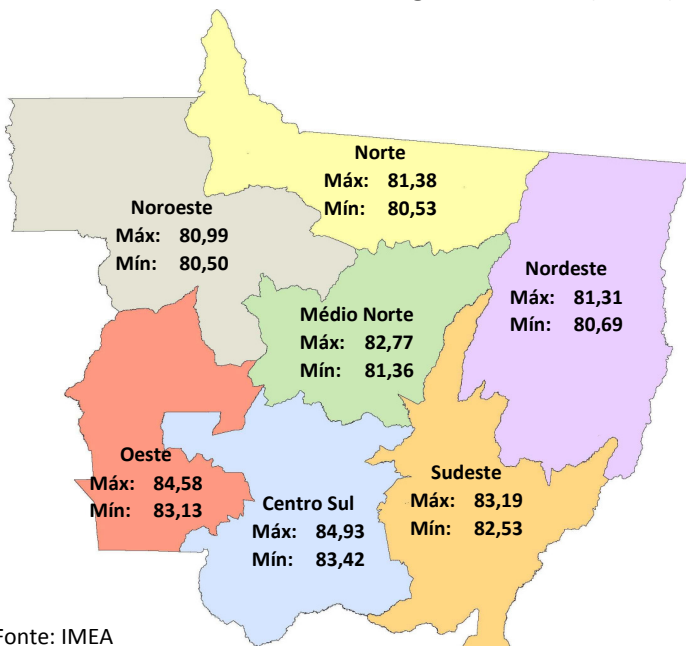 Norte
Máx: 81,38
Mín: 80,53
Noroeste
Máx: 80,99
Mín: 80,50
Nordeste
Máx: 81,31
Mín: 80,69
Médio Norte
Máx: 82,77
Mín: 81,36
Oeste
Máx: 84,58
Mín: 83,13
Centro Sul
Máx: 84,93
Mín: 83,42
Sudeste
Máx: 83,19
Mín: 82,53
Fonte: IMEA